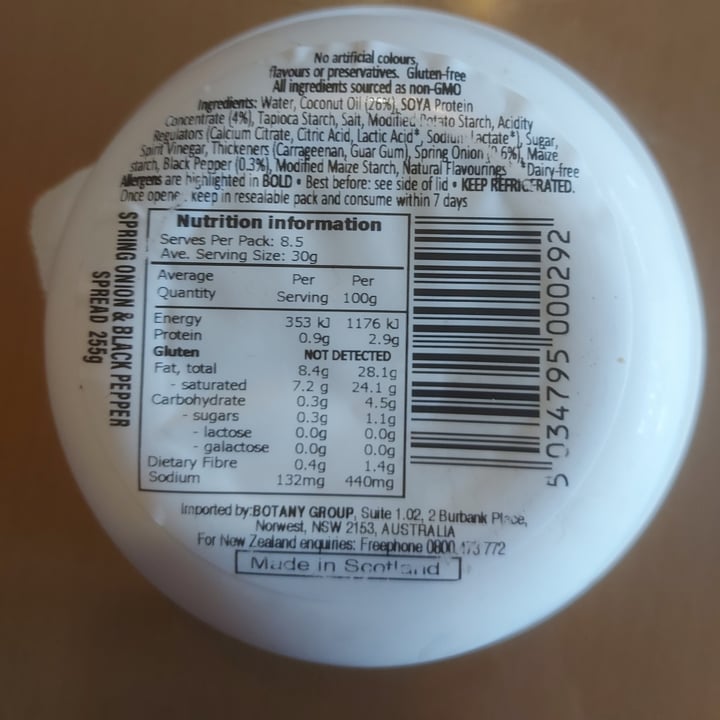 No artificial colours,
flavours or preservatives. Gluten-free
All ingredients sourced as non-GMO
Ingredients: Water, Coconut Oil (26%), SOYA Protein
Concentrate (4%), Tapioca Starch, Salt, Modified Potato Starch, Acidity
Regulators (Calcium Citrate, Citric Acid, Lactic Acid*, Sodium Lactate*), Sugar,
Spirit Vinegar, Thickeners (Carrageenan, Guar Gum), Spring Onion Maize
starch, Black Pepper (0.3%), Modified Maize Starch, Natural Flavourings *Dairy-free
Allergens are highlighted in BOLD • Best before: see side of lid • KEEP REFRIGERATED.
Once opened, keep in resealable pack and consume within 7 days
SPRING ONION & BLACK PEPPER
SPREAD 255g
Nutrition information
Serves Per Pack: 8.5
Ave. Serving Size: 30g
Average Per Per
Quantity Serving 100g
Energy 353 kJ 1176 kJ
Protein 0.9g 2.9g
Gluten NOT DETECTED
Fat, total 8.4g 28.1g
- saturated 7.2 g 24.1 g
Carbohydrate 0.3g 4.5g
- sugars 0.3g 1.1g
- lactose 0.0g 0.0g
- galactose 0.0g 0.0g
Dietary Fibre 0.4g 1.4g
Sodium 132mg 440mg
5 034795 000292
Imported by:BOTANY GROUP, Suite 1.02, 2 Burbank Place,
Norwest, NSW 2153, AUSTRALIA
For New Zealand enquiries: Freephone 0800 473 772
Made in Scotland